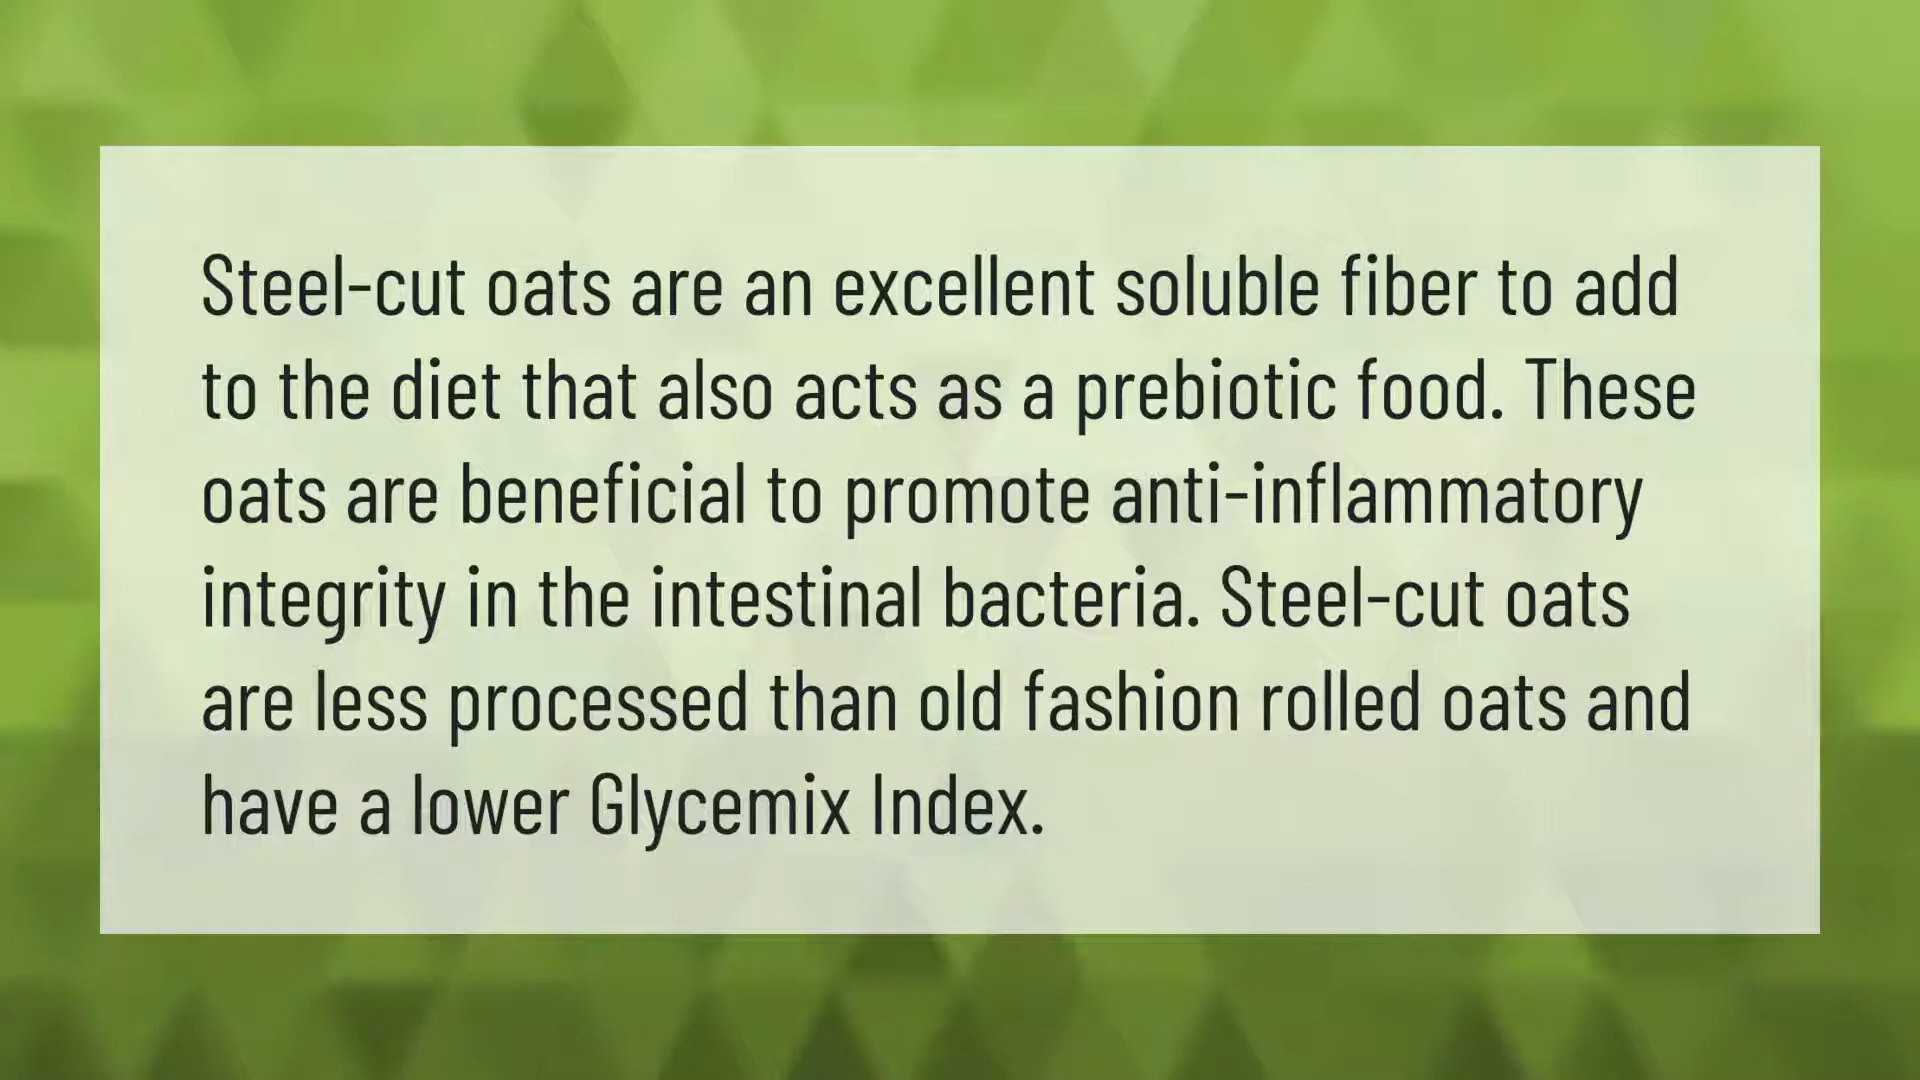 Steel-cut oats are an excellent soluble fiber to add
to the diet that also acts as a prebiotic food. These
oats are beneficial to promote anti-inflammatory
integrity in the intestinal bacteria. Steel-cut oats
are less processed than old fashion rolled oats and
have a lower Glycemix Index.